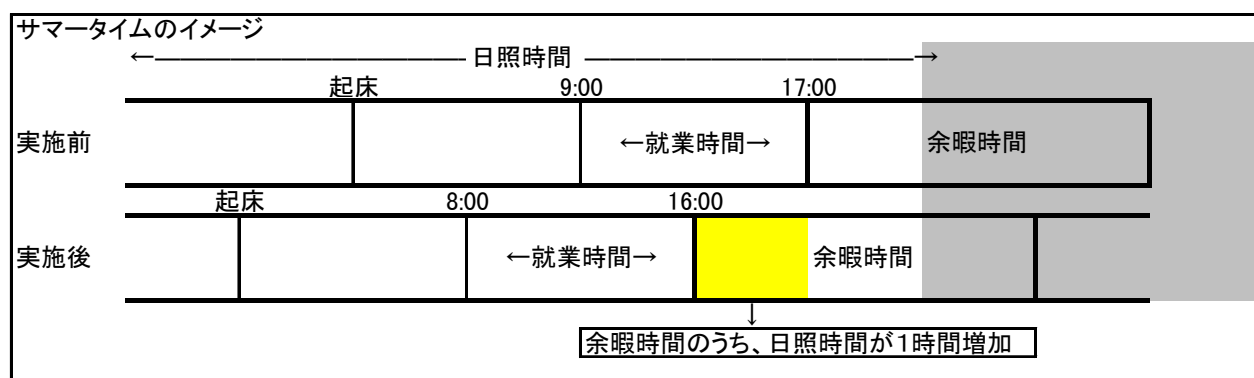 サマータイムのイメージ
←―――――――――――― 日照時間 ―――――――――――――→
起床 9:00 17:00
実施前 ←就業時間→ 余暇時間
起床 8:00 16:00
実施後 ←就業時間→ 余暇時間
↓
余暇時間のうち、日照時間が1時間増加